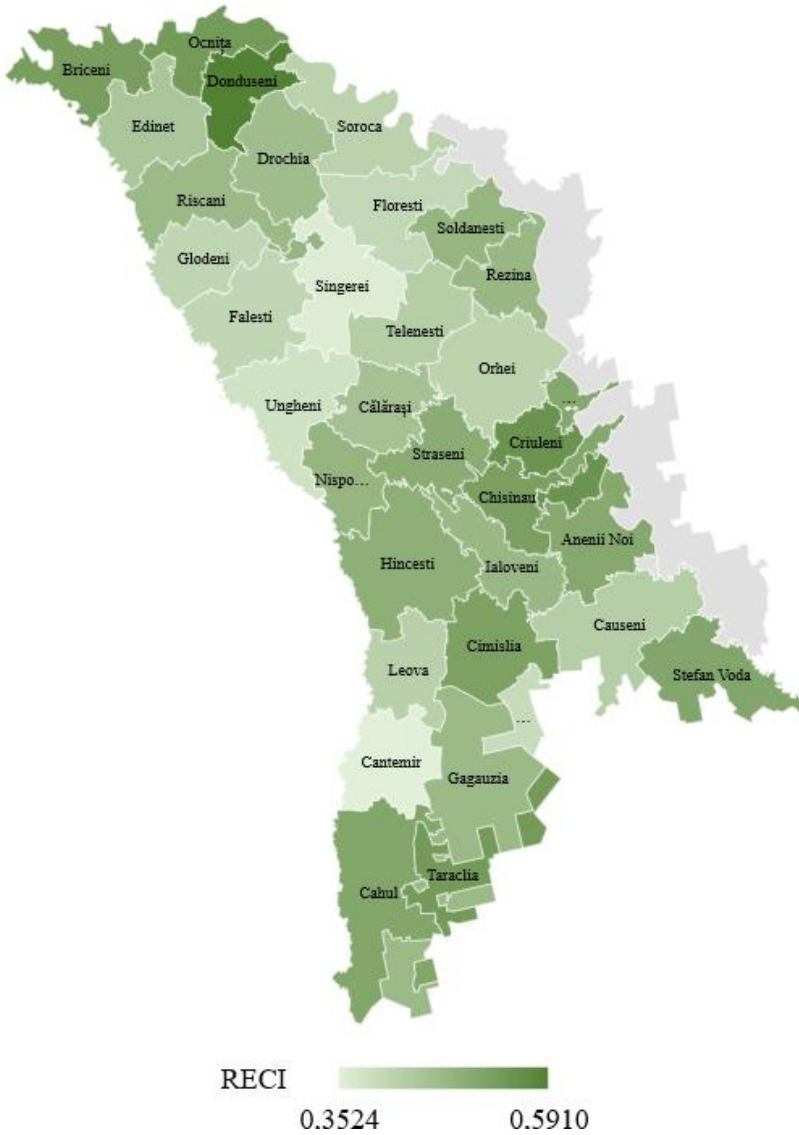 Ocnița
Briceni
Donduseni
Edinet
Soroca
Drochia
Riscani
Floresti
Soldanesti
Glodeni
Rezina
Singerei
Falesti
Telenesti
Orhei
Ungheni
Călărași
...
Criuleni
Straseni
Nispo...
Chisinau
Anenii Noi
Hincesti
Ialoveni
Causeni
Cimislia
Leova
Stefan Voda
...
Cantemir
Gagauzia
Taraclia
Cahul
RECI
0.3524 0.5910